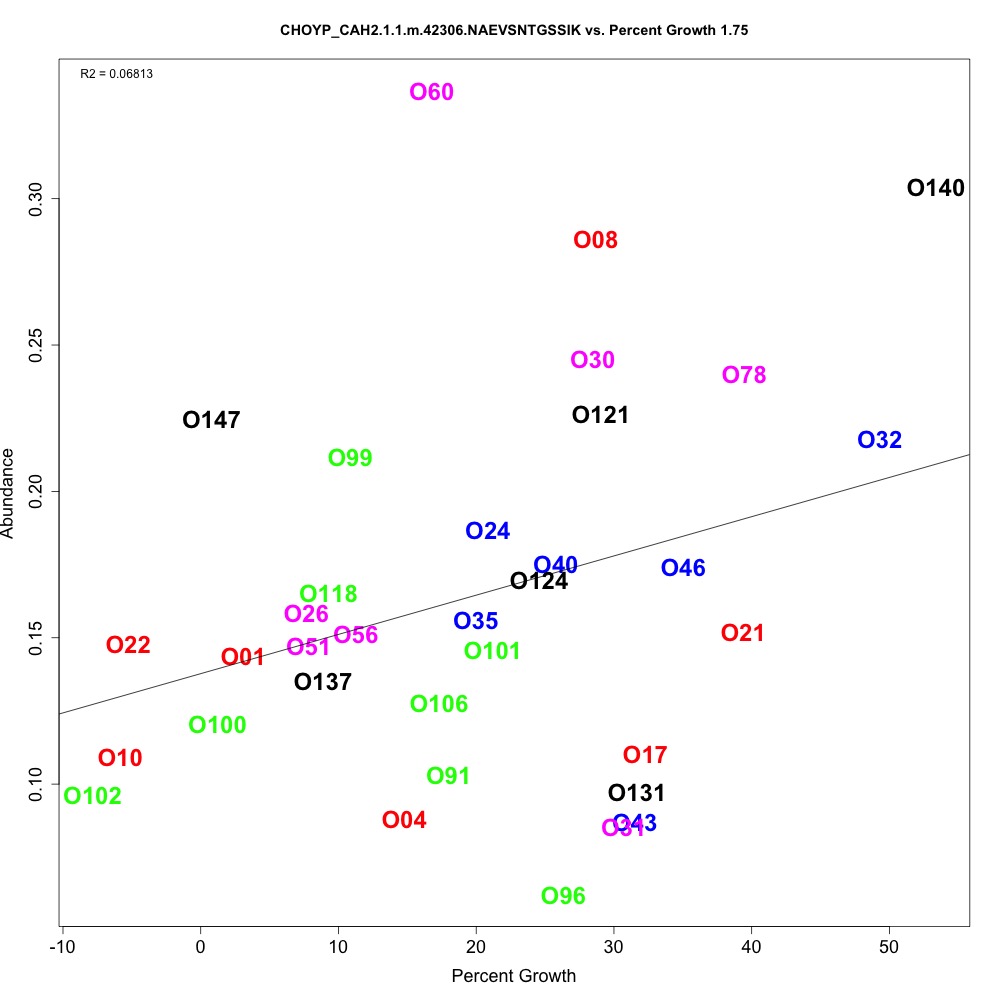 CHOYP_CAH2.1.1.m.42306.NAEVSNTGSSIK vs. Percent Growth 1.75
R2 = 0.06813
O60
O140
0.30
O08
0.25
O30
O78
O121
O147
O32
O99
0.20
Abundance
O24
O40
O46
O124
O118
O26
O35
O21
O56
0.15
O22
O51
O101
O01
O137
O106
O100
O17
O10
O91
0.10
O131
O102
O04
O43
O31
O96
-10 0 10 20 30 40 50
Percent Growth